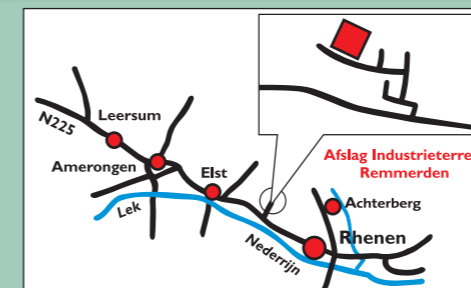 Leersum
N225
Amerongen
Elst
Afslag Industrieterre
Remmerden
Achterberg
Lek
Rhenen
Nederrijn